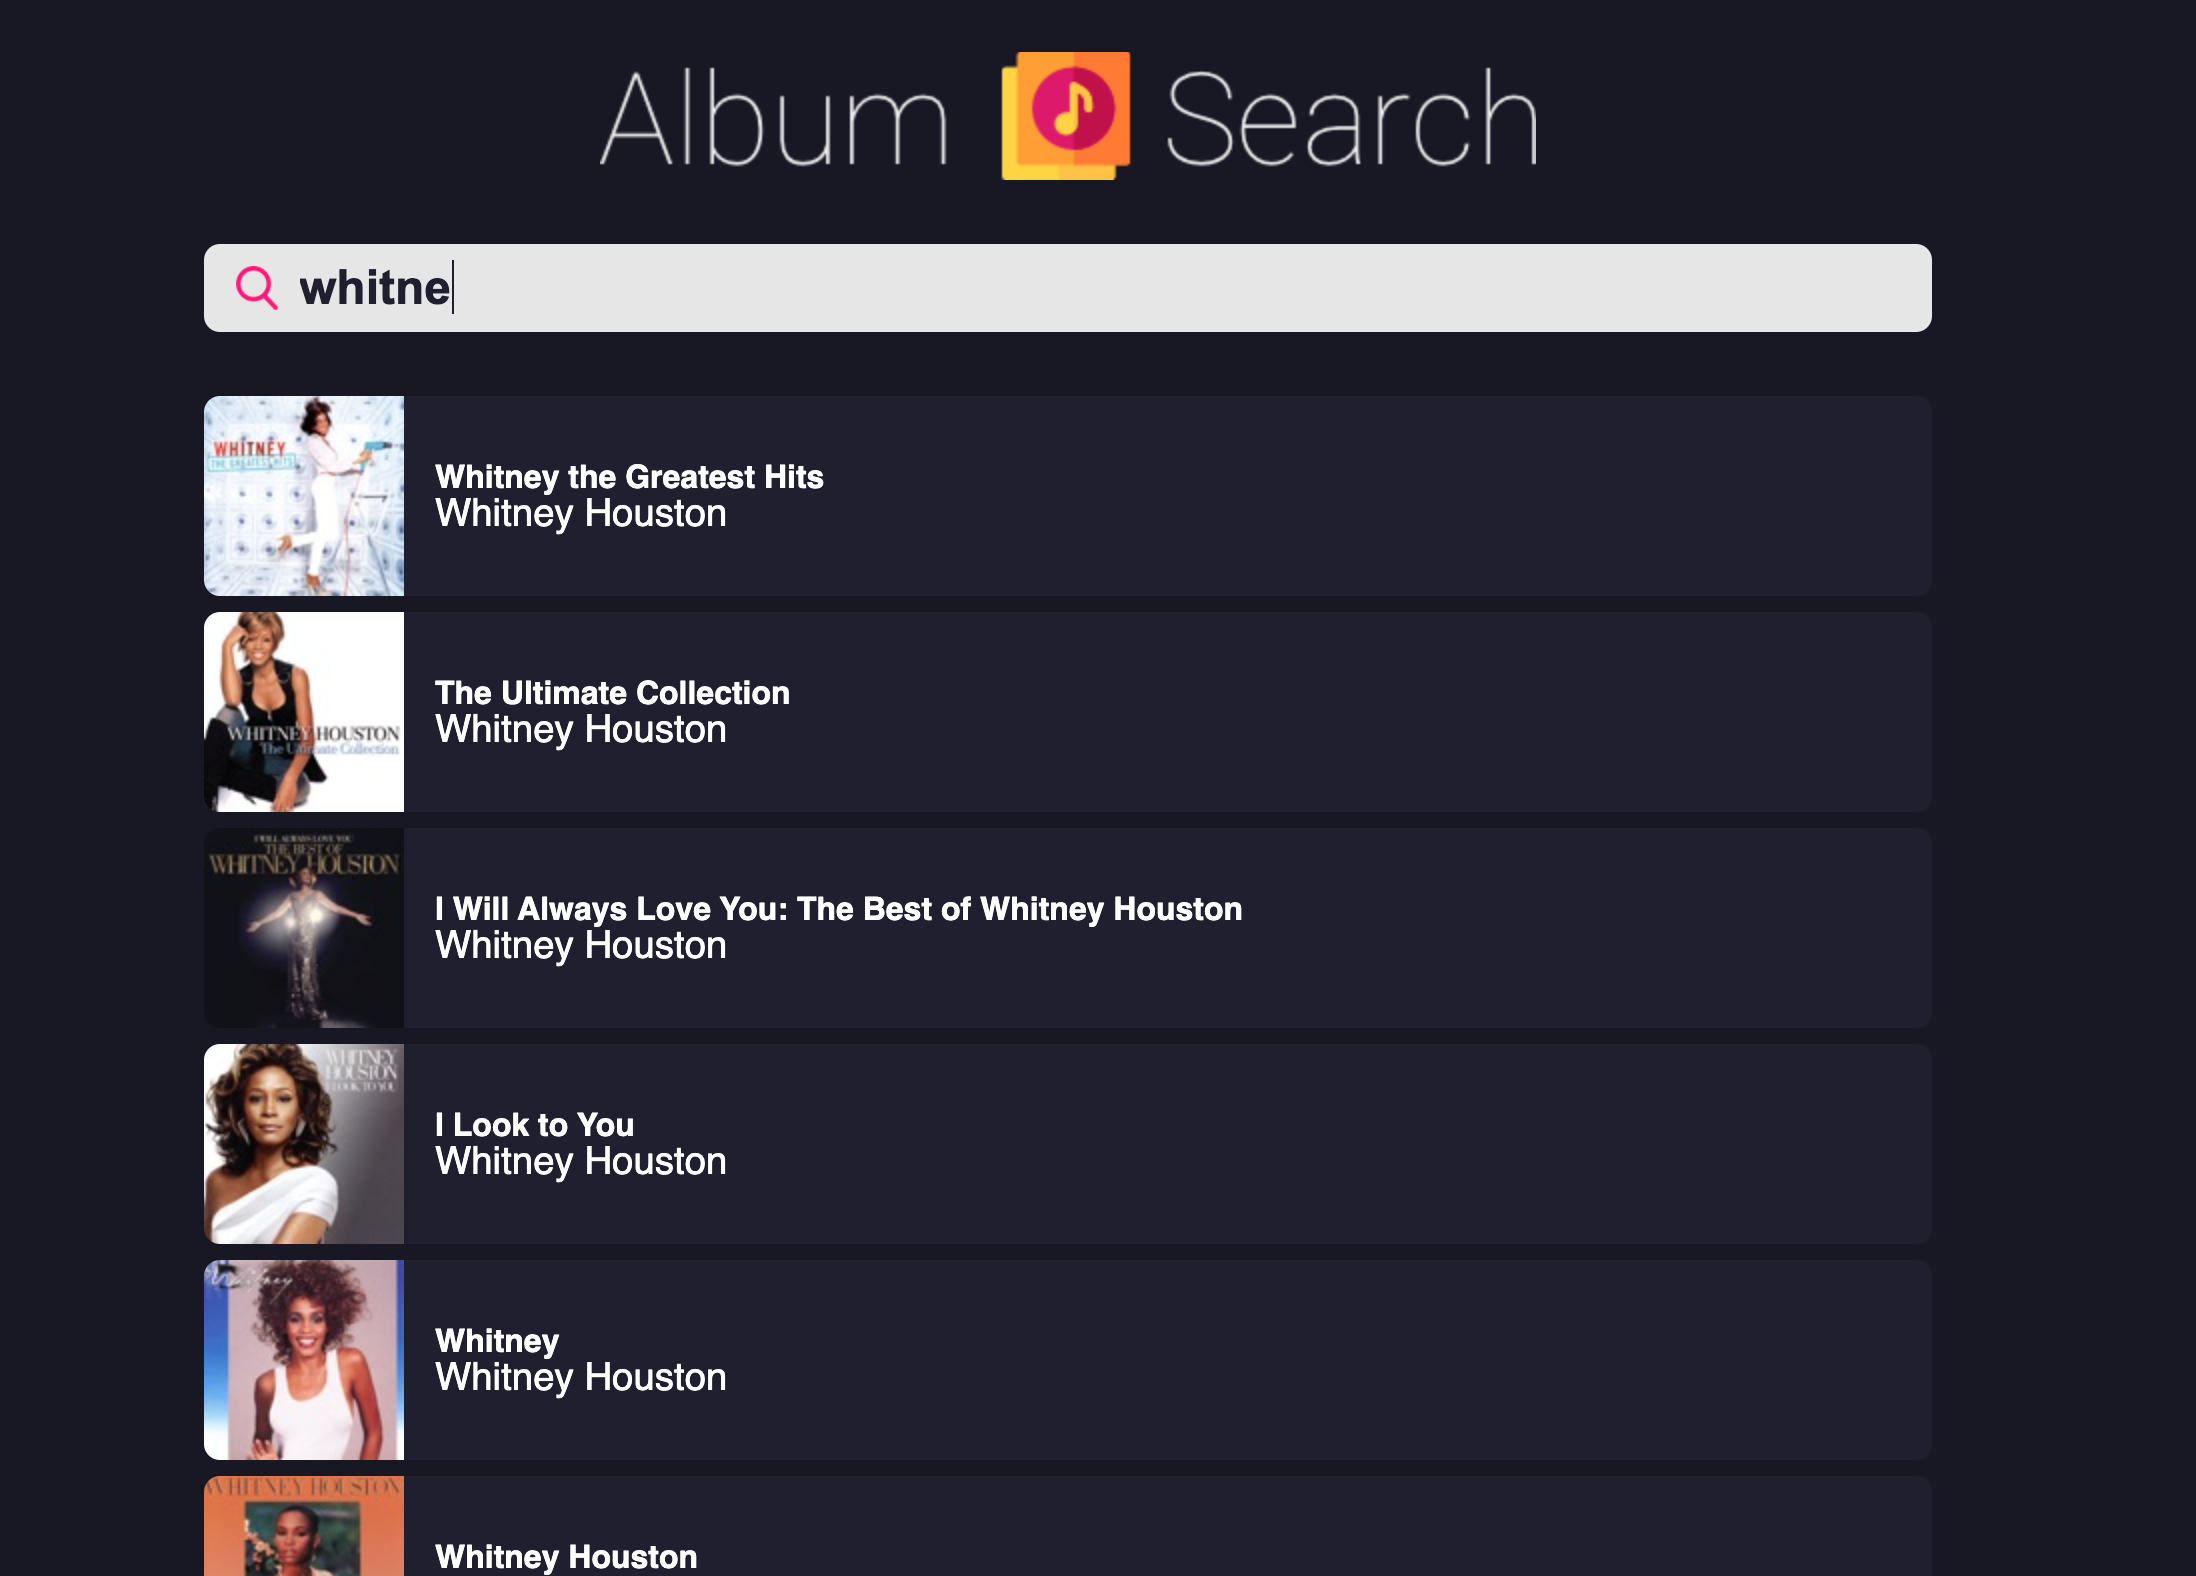 Album Search
whitne
WHITNEY
THE GREATEST HITS
Whitney the Greatest Hits
Whitney Houston
WHITNEY HOUSTON
The Ultimate Collection
The Ultimate Collection
Whitney Houston
I WILL ALWAYS LOVE YOU
THE BEST OF
WHITNEY HOUSTON
I Will Always Love You: The Best of Whitney Houston
Whitney Houston
WHITNEY
HOUSTON
I LOOK TO YOU
I Look to You
Whitney Houston
Whitney
Whitney
Whitney Houston
WHITNEY HOUSTON
Whitney Houston